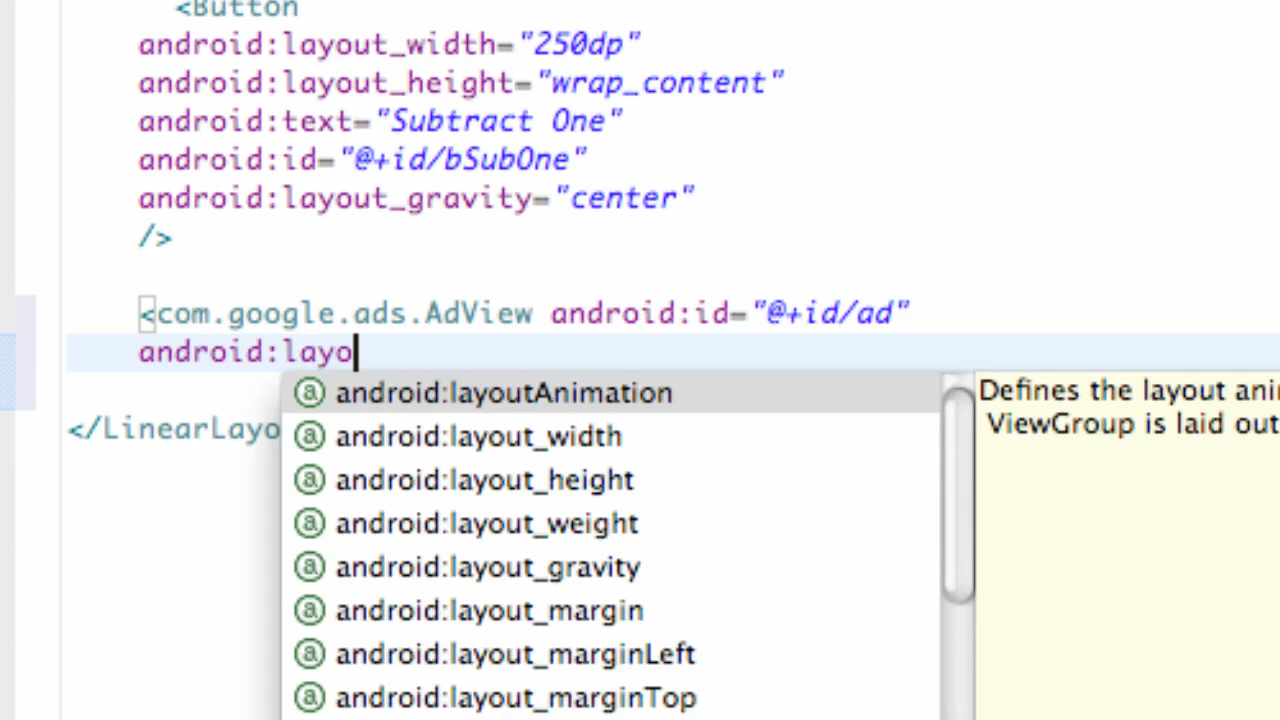 <Button
android:layout_width="250dp"
android:layout_height="wrap_content"
android:text="Subtract One"
android:id="@+id/bSubOne"
android:layout_gravity="center"
/>
<com.google.ads.AdView android:id="@+id/ad"
android:layo
android:layoutAnimation
Defines the layout ani
ViewGroup is laid out
</LinearLayo
android:layout_width
android:layout_height
android:layout_weight
android:layout_gravity
android:layout_margin
android:layout_marginLeft
android:layout_marginTop